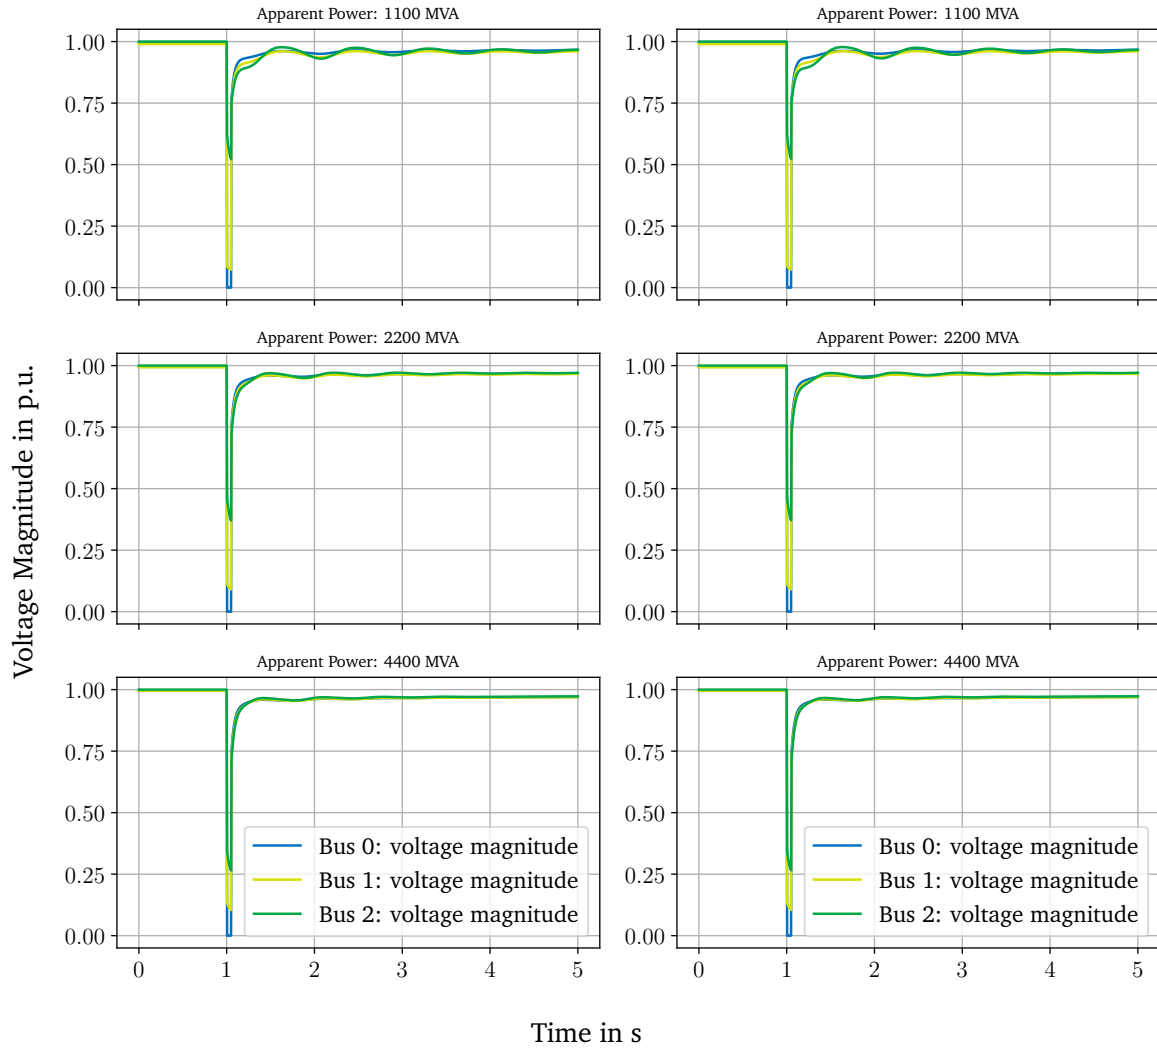 Apparent Power: 1100 MVA
Apparent Power: 1100 MVA
1.00
0.75
0.50
0.25
0.00
1.00
0.75
0.50
0.25
0.00
Apparent Power: 2200 MVA
Apparent Power: 2200 MVA
1.00
0.75
0.50
0.25
0.00
1.00
0.75
0.50
0.25
0.00
Voltage Magnitude in p.u.
Apparent Power: 4400 MVA
Apparent Power: 4400 MVA
1.00
0.75
0.50
0.25
0.00
Bus 0: voltage magnitude
Bus 1: voltage magnitude
Bus 2: voltage magnitude
0 1 2 3 4 5
1.00
0.75
0.50
0.25
0.00
Bus 0: voltage magnitude
Bus 1: voltage magnitude
Bus 2: voltage magnitude
0 1 2 3 4 5
Time in s